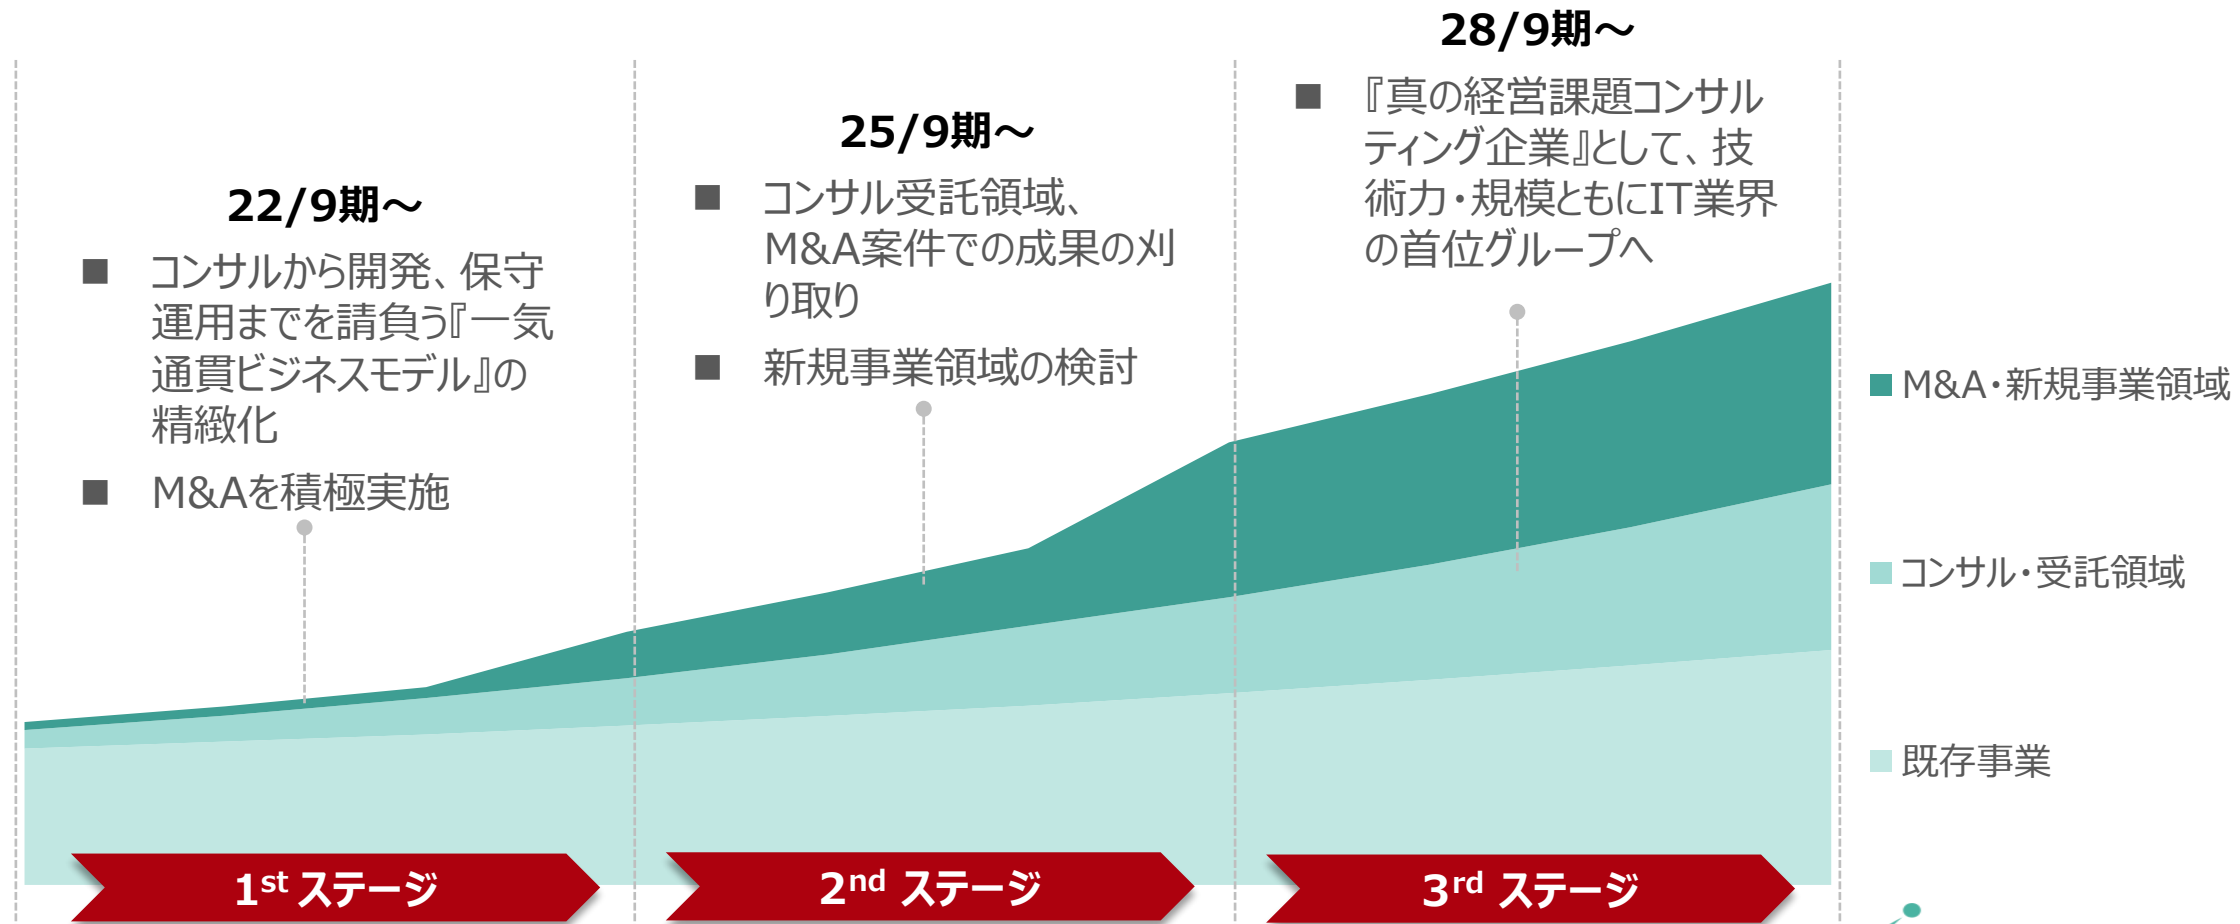 22/9期～
■ コンサルから開発、保守
運用までを請負う『一気
通貫ビジネスモデル』の
精緻化
■ M&Aを積極実施
25/9期～
■ コンサル受託領域、
M&A案件での成果の刈
り取り
■ 新規事業領域の検討
28/9期～
■ 『真の経営課題コンサル
ティング企業』として、技
術力・規模ともにIT業界
の首位グループへ
M&A・新規事業領域
コンサル・受託領域
既存事業
1st ステージ
2nd ステージ
3rd ステージ